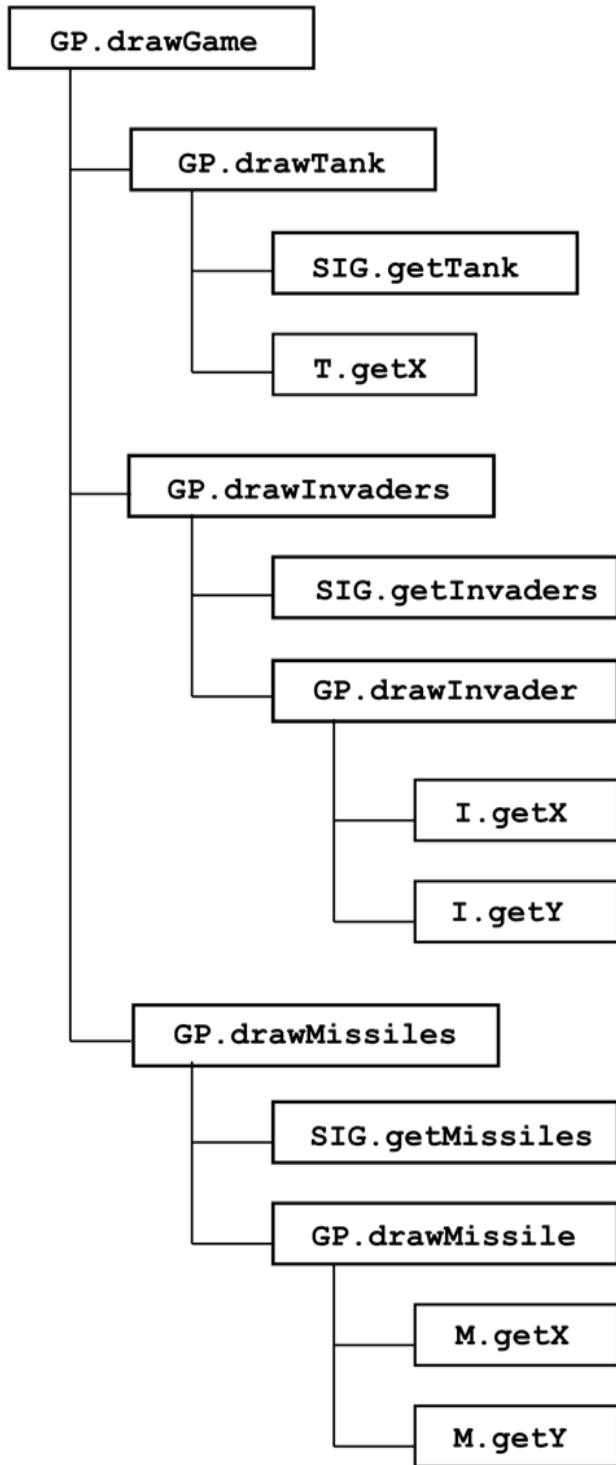 GP.drawGame
GP.drawTank
SIG.getTank
T.getX
GP.drawInvaders
SIG.getInvaders
GP.drawInvader
I.getX
I.getY
GP.drawMissiles
SIG.getMissiles
GP.drawMissile
M.getX
M.getY